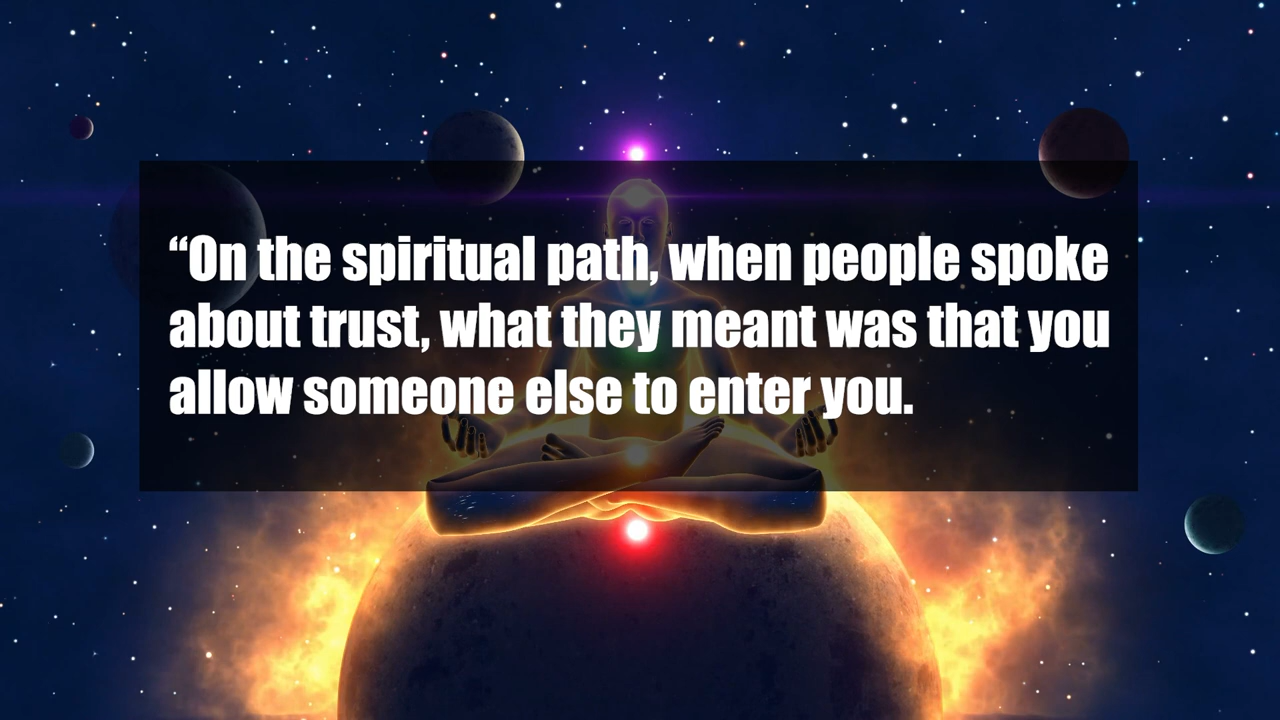 “On the spiritual path, when people spoke
about trust, what they meant was that you
allow someone else to enter you.